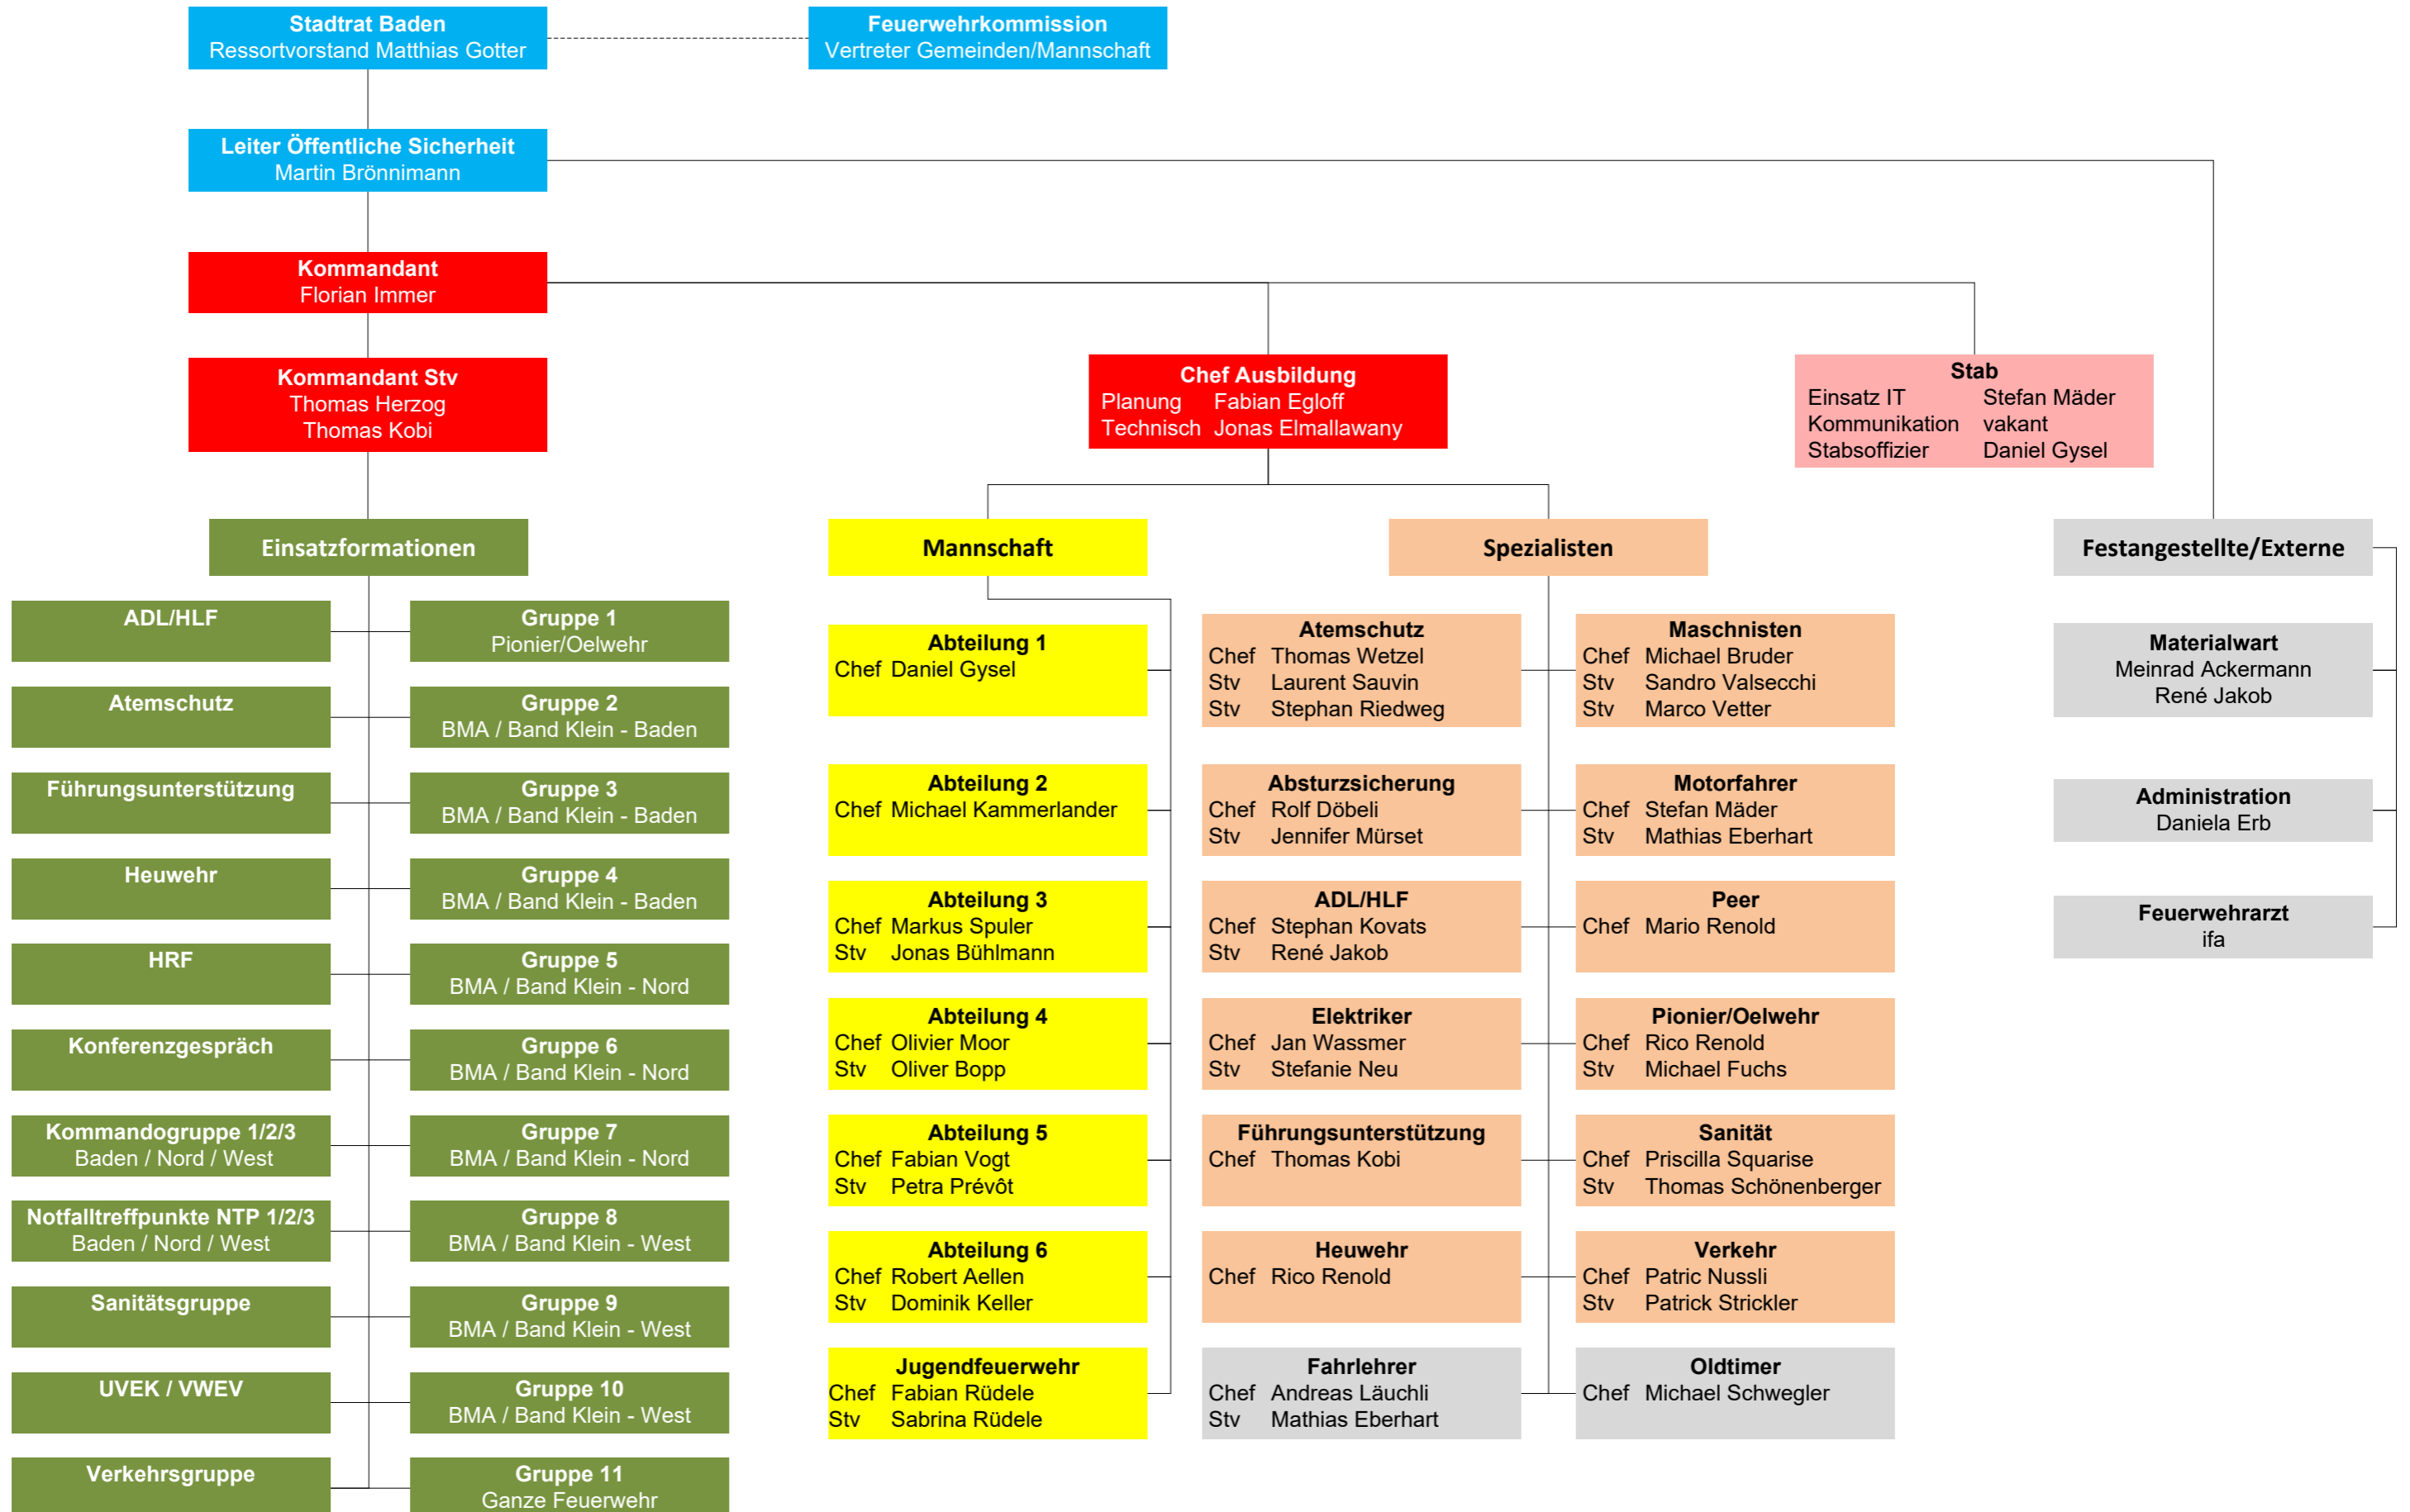 Stadtrat Baden
Ressortvorstand Matthias Gotter
Feuerwehrkommission
Vertreter Gemeinden/Mannschaft
Leiter Öffentliche Sicherheit
Martin Brönnimann
Kommandant
Florian Immer
Kommandant Stv
Thomas Herzog
Thomas Kobi
Chef Ausbildung
Planung Fabian Egloff
Technisch Jonas Elmallawany
Stab
Einsatz IT Stefan Mäder
Kommunikation vakant
Stabsoffizier Daniel Gysel
Einsatzformationen
ADL/HLF
Atemschutz
Führungsunterstützung
Heuwehr
HRF
Konferenzgespräch
Kommandogruppe 1/2/3
Baden / Nord / West
Notfalltreffpunkte NTP 1/2/3
Baden / Nord / West
Sanitätsgruppe
UVEK / VWEV
Verkehrsgruppe
Gruppe 1
Pionier/Oelwehr
Gruppe 2
BMA / Band Klein - Baden
Gruppe 3
BMA / Band Klein - Baden
Gruppe 4
BMA / Band Klein - Baden
Gruppe 5
BMA / Band Klein - Nord
Gruppe 6
BMA / Band Klein - Nord
Gruppe 7
BMA / Band Klein - Nord
Gruppe 8
BMA / Band Klein - West
Gruppe 9
BMA / Band Klein - West
Gruppe 10
BMA / Band Klein - West
Gruppe 11
Ganze Feuerwehr
Mannschaft
Abteilung 1
Chef Daniel Gysel
Abteilung 2
Chef Michael Kammerlander
Abteilung 3
Chef Markus Spuler
Stv Jonas Bühlmann
Abteilung 4
Chef Olivier Moor
Stv Oliver Bopp
Abteilung 5
Chef Fabian Vogt
Stv Petra Prévôt
Abteilung 6
Chef Robert Aellen
Stv Dominik Keller
Jugendfeuerwehr
Chef Fabian Rüdele
Stv Sabrina Rüdele
Spezialisten
Atemschutz
Chef Thomas Wetzel
Stv Laurent Sauvin
Stv Stephan Riedweg
Absturzsicherung
Chef Rolf Döbeli
Stv Jennifer Mürset
ADL/HLF
Chef Stephan Kovats
Stv René Jakob
Elektriker
Chef Jan Wassmer
Stv Stefanie Neu
Führungsunterstützung
Chef Thomas Kobi
Heuwehr
Chef Rico Renold
Fahrlehrer
Chef Andreas Läuchli
Stv Mathias Eberhart
Maschnisten
Chef Michael Bruder
Stv Sandro Valsecchi
Stv Marco Vetter
Motorfahrer
Chef Stefan Mäder
Stv Mathias Eberhart
Peer
Chef Mario Renold
Pionier/Oelwehr
Chef Rico Renold
Stv Michael Fuchs
Sanität
Chef Priscilla Squarise
Stv Thomas Schönenberger
Verkehr
Chef Patric Nussli
Stv Patrick Strickler
Oldtimer
Chef Michael Schwegler
Festangestellte/Externe
Materialwart
Meinrad Ackermann
René Jakob
Administration
Daniela Erb
Feuerwehrarzt
ifa